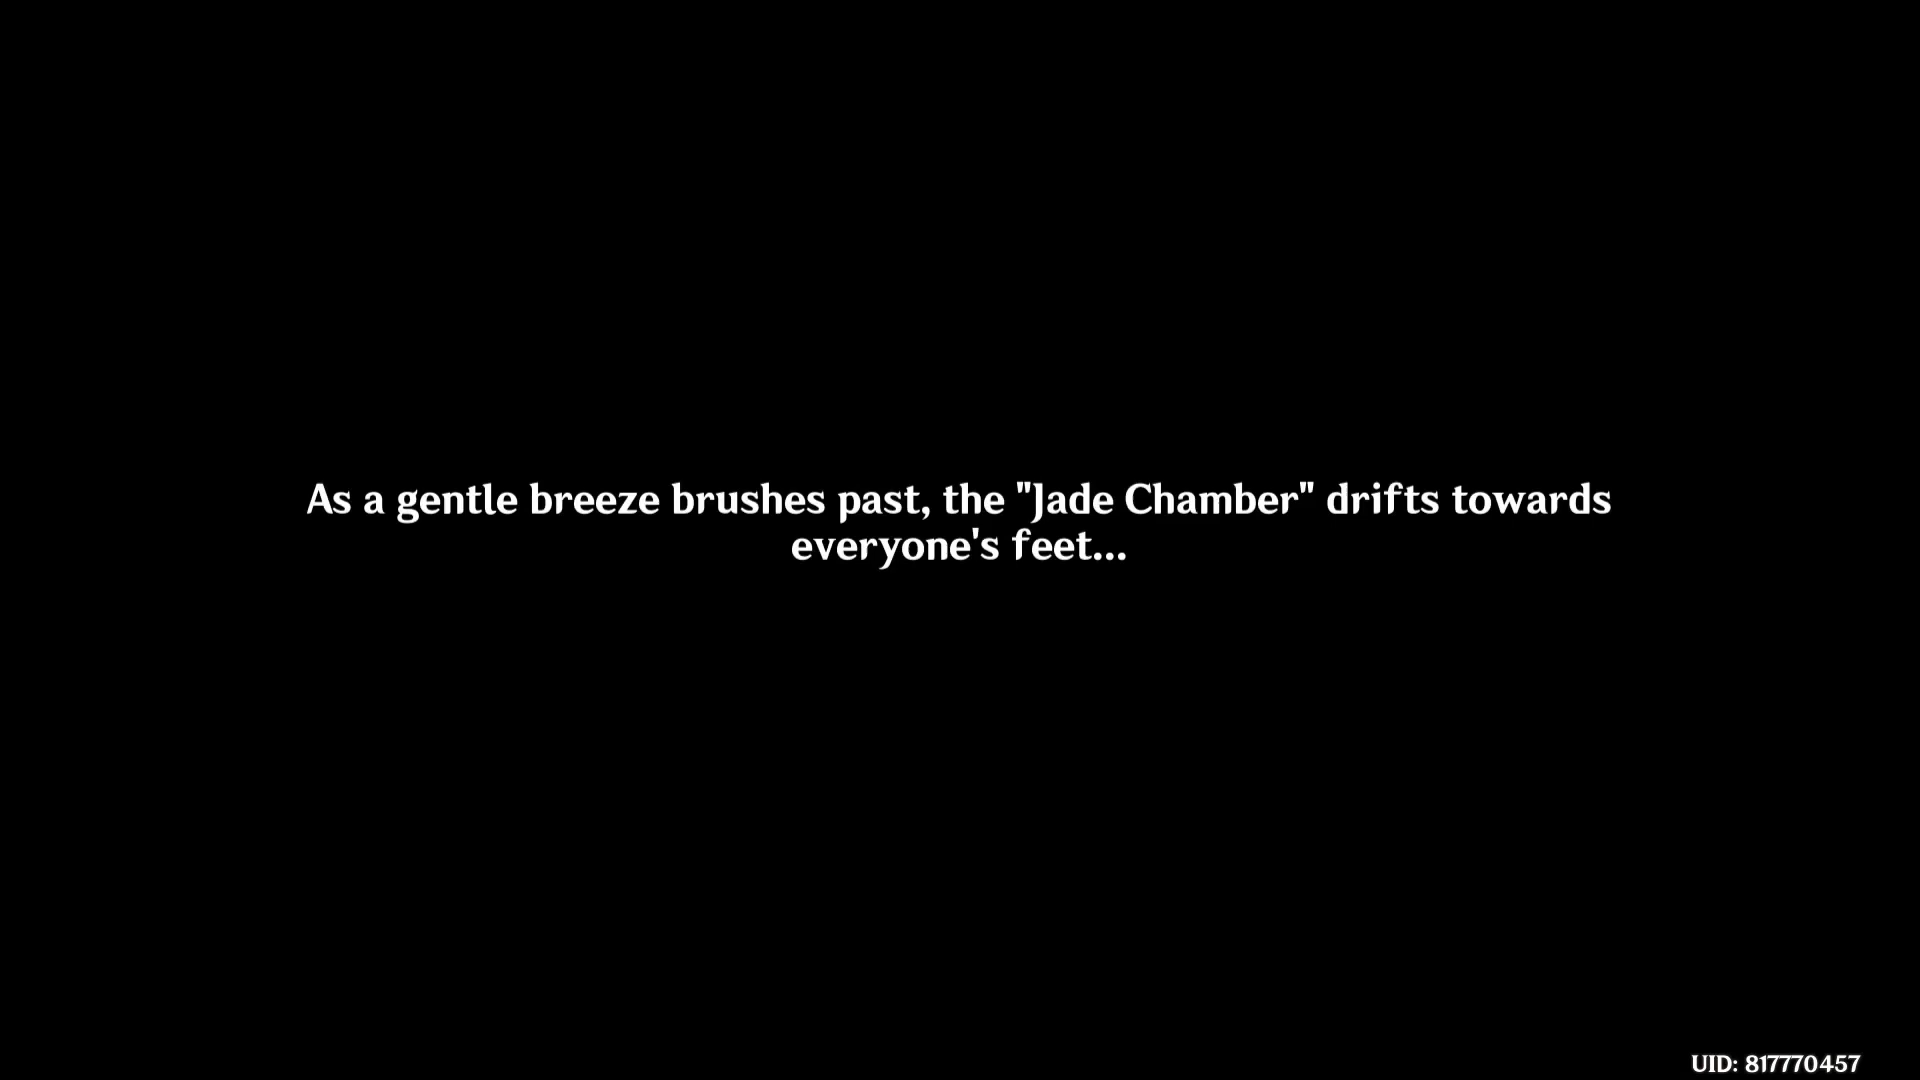 As a gentle breeze brushes past, the "Jade Chamber" drifts towards
everyone's feet...
UID: 817770457